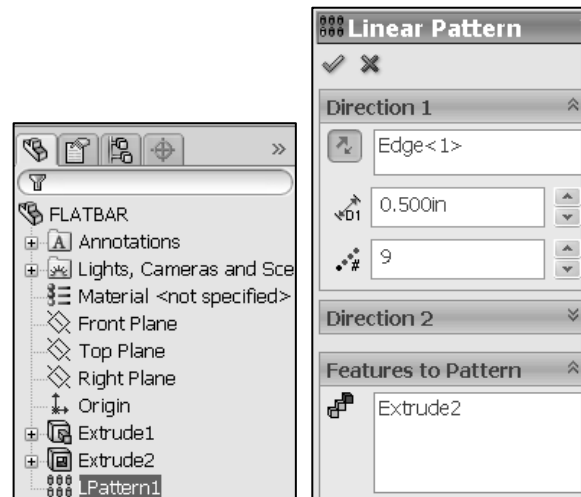 FLATBAR
Annotations
Lights, Cameras and Sce
Material <not specified>
Front Plane
Top Plane
Right Plane
Origin
Extrude1
Extrude2
LPattern1
Linear Pattern
Direction 1
Edge<1>
D1
0.500in
#
9
Direction 2
Features to Pattern
Extrude2